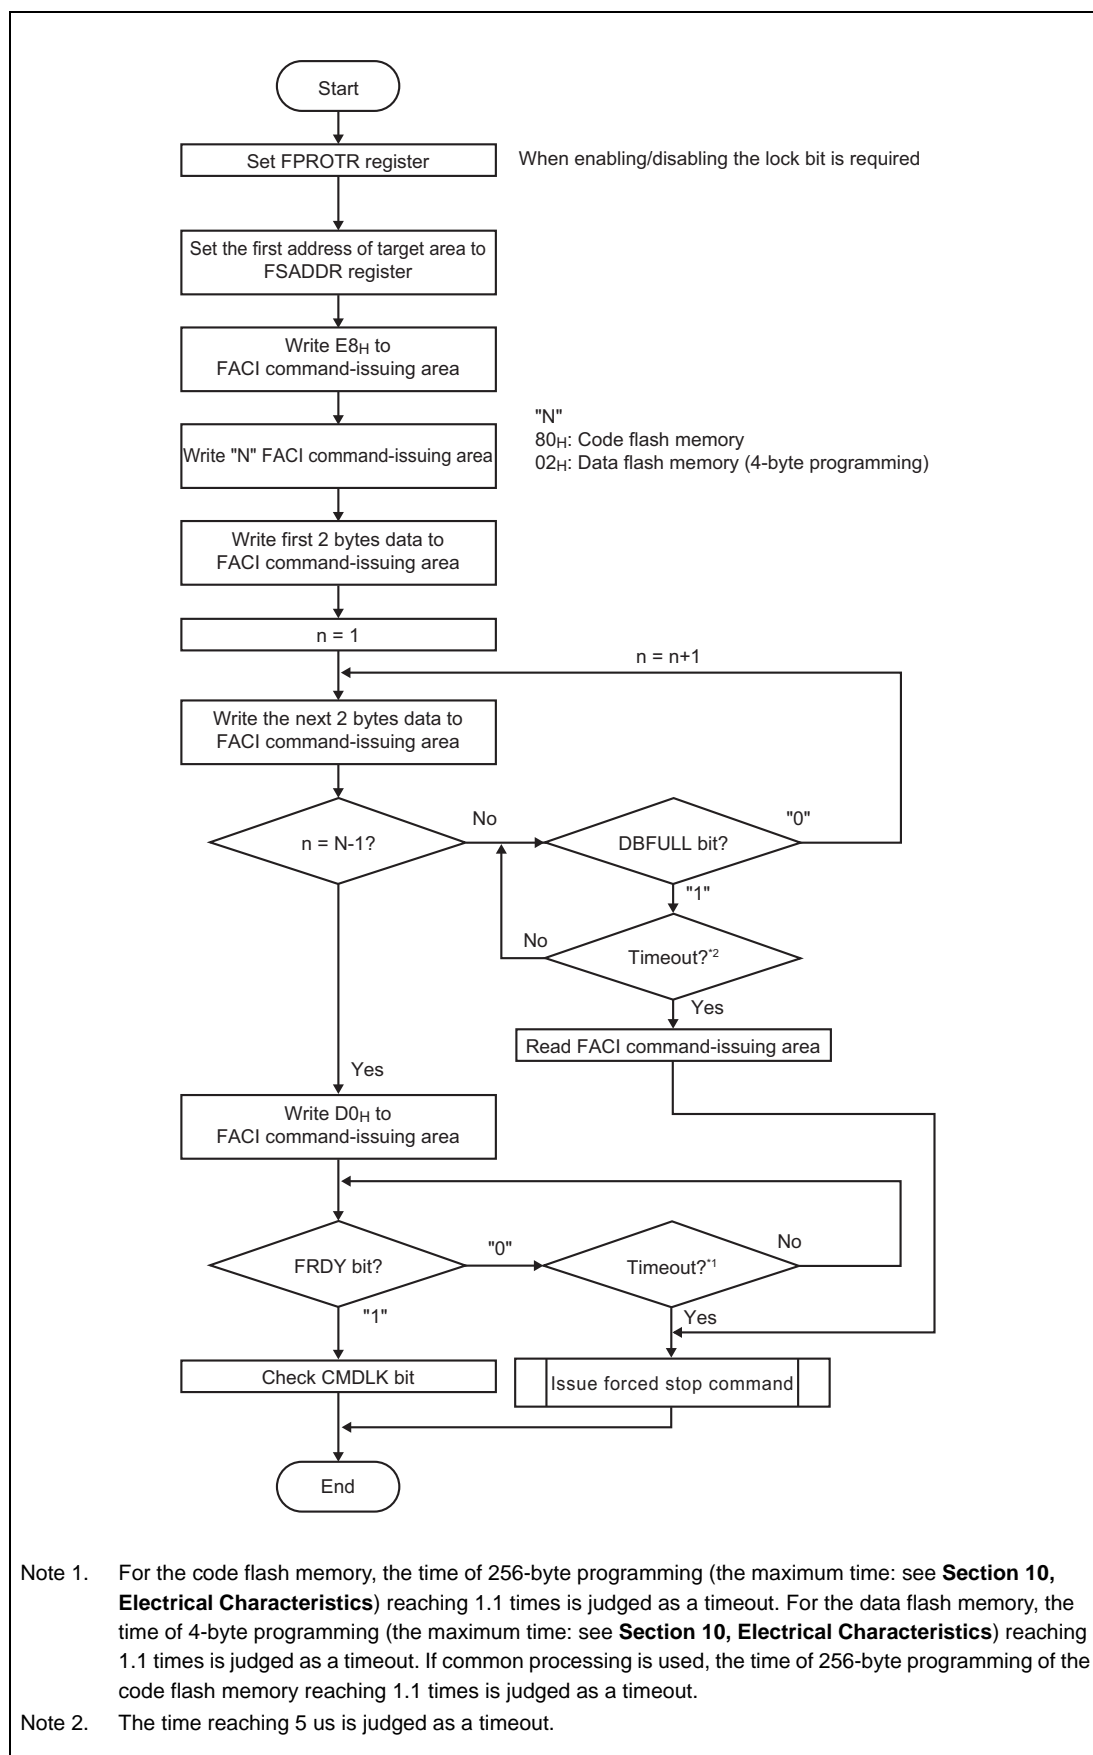 Start
Set FPROTR register
When enabling/disabling the lock bit is required
Set the first address of target area to
FSADDR register
Write E8H to
FACI command-issuing area
Write "N" FACI command-issuing area
"N"
80H: Code flash memory
02H: Data flash memory (4-byte programming)
Write first 2 bytes data to
FACI command-issuing area
n = 1
n = n+1
Write the next 2 bytes data to
FACI command-issuing area
n = N-1?
No
DBFULL bit?
"0"
"1"
No
Timeout?*2
Yes
Read FACI command-issuing area
Yes
Write D0H to
FACI command-issuing area
FRDY bit?
"0"
Timeout?*1
No
"1"
Yes
Check CMDLK bit
Issue forced stop command
End
Note 1. For the code flash memory, the time of 256-byte programming (the maximum time: see Section 10,
Electrical Characteristics) reaching 1.1 times is judged as a timeout. For the data flash memory, the
time of 4-byte programming (the maximum time: see Section 10, Electrical Characteristics) reaching
1.1 times is judged as a timeout. If common processing is used, the time of 256-byte programming of the
code flash memory reaching 1.1 times is judged as a timeout.
Note 2. The time reaching 5 us is judged as a timeout.